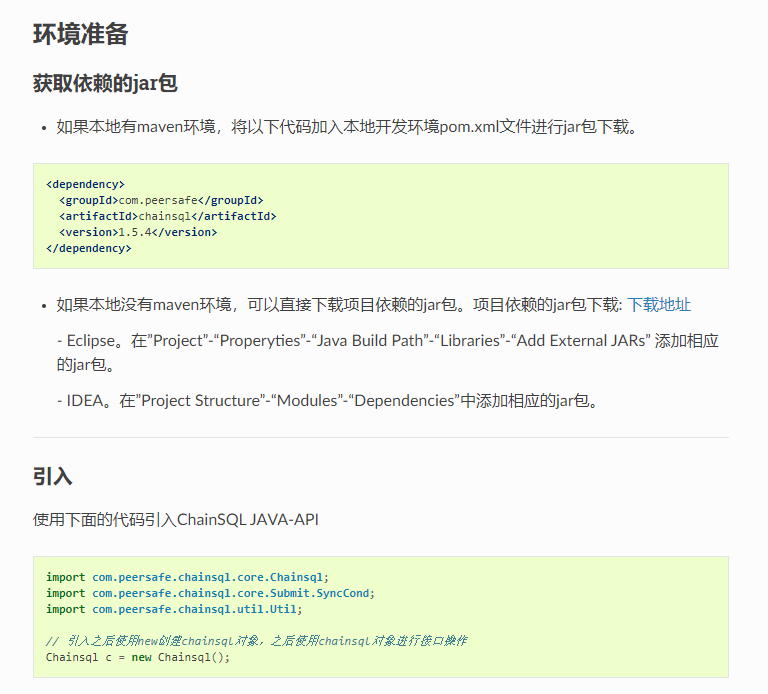 环境准备
获取依赖的jar包
• 如果本地有maven环境，将以下代码加入本地开发环境pom.xml文件进行jar包下载。
<dependency>
  <groupId>com.peersafe</groupId>
  <artifactId>chainsql</artifactId>
  <version>1.5.4</version>
</dependency>
• 如果本地没有maven环境，可以直接下载项目依赖的jar包。项目依赖的jar包下载: 下载地址
- Eclipse。在”Project”-“Properyties”-“Java Build Path”-“Libraries”-“Add External JARs” 添加相应
的jar包。
- IDEA。在”Project Structure”-“Modules”-“Dependencies”中添加相应的jar包。
引入
使用下面的代码引入ChainSQL JAVA-API
import com.peersafe.chainsql.core.Chainsql;
import com.peersafe.chainsql.core.Submit.SyncCond;
import com.peersafe.chainsql.util.Util;
// 引入之后使用new创建chainsql对象，之后使用chainsql对象进行接口操作
Chainsql c = new Chainsql();